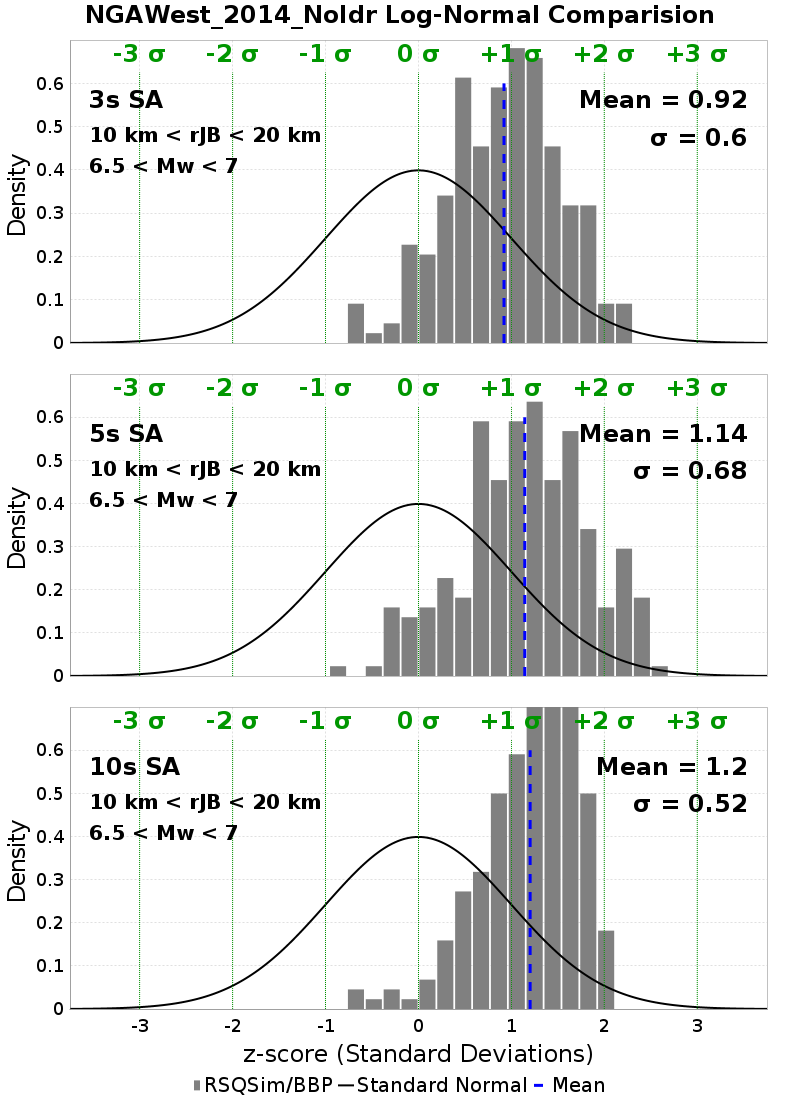 NGAWest_2014_NoIdr Log-Normal Comparision
-3 σ -2 σ -1 σ 0 σ +1 σ +2 σ +3 σ
3s SA Mean = 0.92
10 km < rJB < 20 km σ = 0.6
6.5 < Mw < 7
Density
0.6
0.5
0.4
0.3
0.2
0.1
0
-3 σ -2 σ -1 σ 0 σ +1 σ +2 σ +3 σ
5s SA Mean = 1.14
10 km < rJB < 20 km σ = 0.68
6.5 < Mw < 7
Density
0.6
0.5
0.4
0.3
0.2
0.1
0
-3 σ -2 σ -1 σ 0 σ +1 σ +2 σ +3 σ
10s SA Mean = 1.2
10 km < rJB < 20 km σ = 0.52
6.5 < Mw < 7
Density
0.6
0.5
0.4
0.3
0.2
0.1
0
-3 -2 -1 0 1 2 3
z-score (Standard Deviations)
RSQSim/BBP Standard Normal Mean